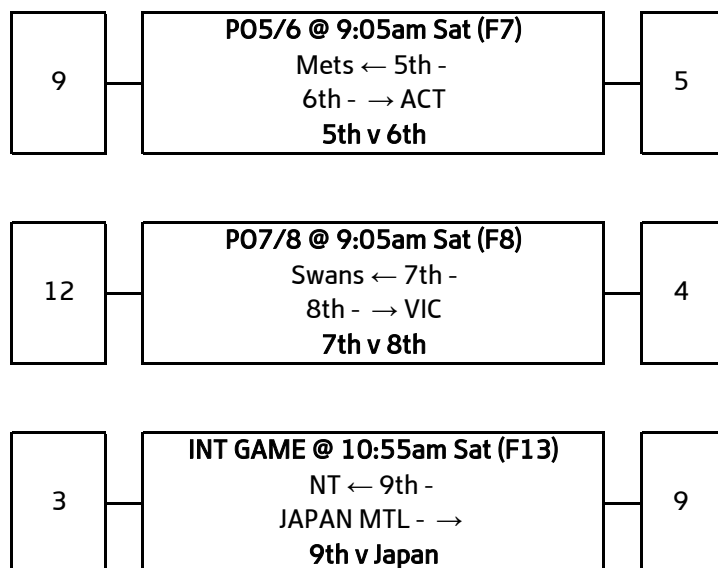 PO5/6 @ 9:05am Sat (F7)
9
Mets ← 5th -
6th - → ACT
5
5th v 6th
PO7/8 @ 9:05am Sat (F8)
12
Swans ← 7th -
8th - → VIC
4
7th v 8th
INT GAME @ 10:55am Sat (F13)
3
NT ← 9th -
JAPAN MTL - →
9
9th v Japan